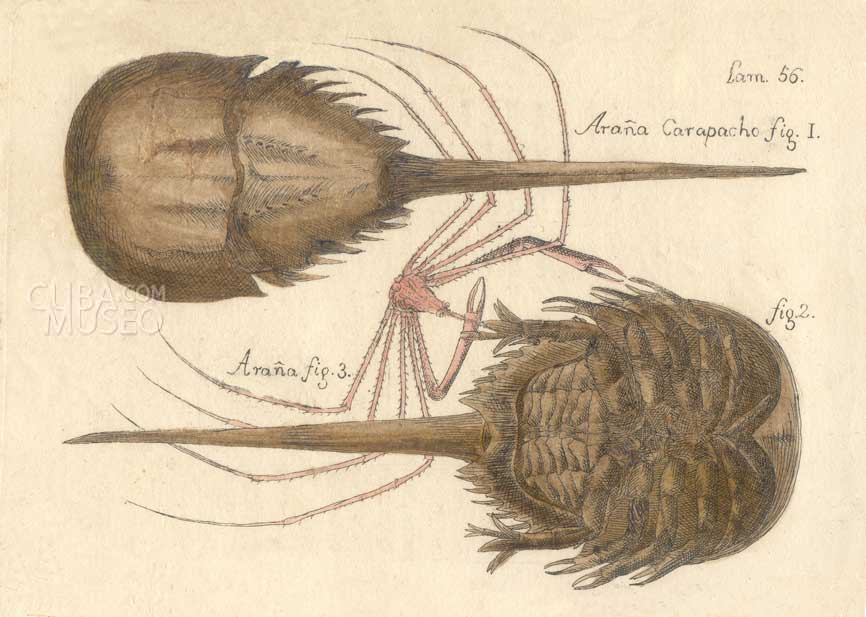 Lam. 56.
Araña Carapacho fig. I.
CUBA.COM
MUSEO
fig. 2.
Araña fig. 3.